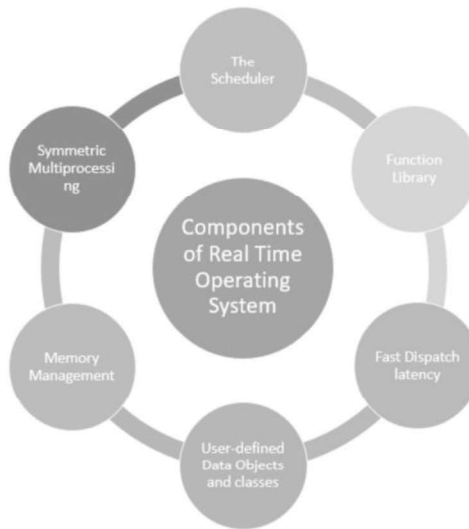 The
Scheduler
Symmetric
Multiprocessi
ng
Function
Library
Components
of Real Time
Operating
System
Memory
Management
Fast Dispatch
latency
User-defined
Data Objects
and classes